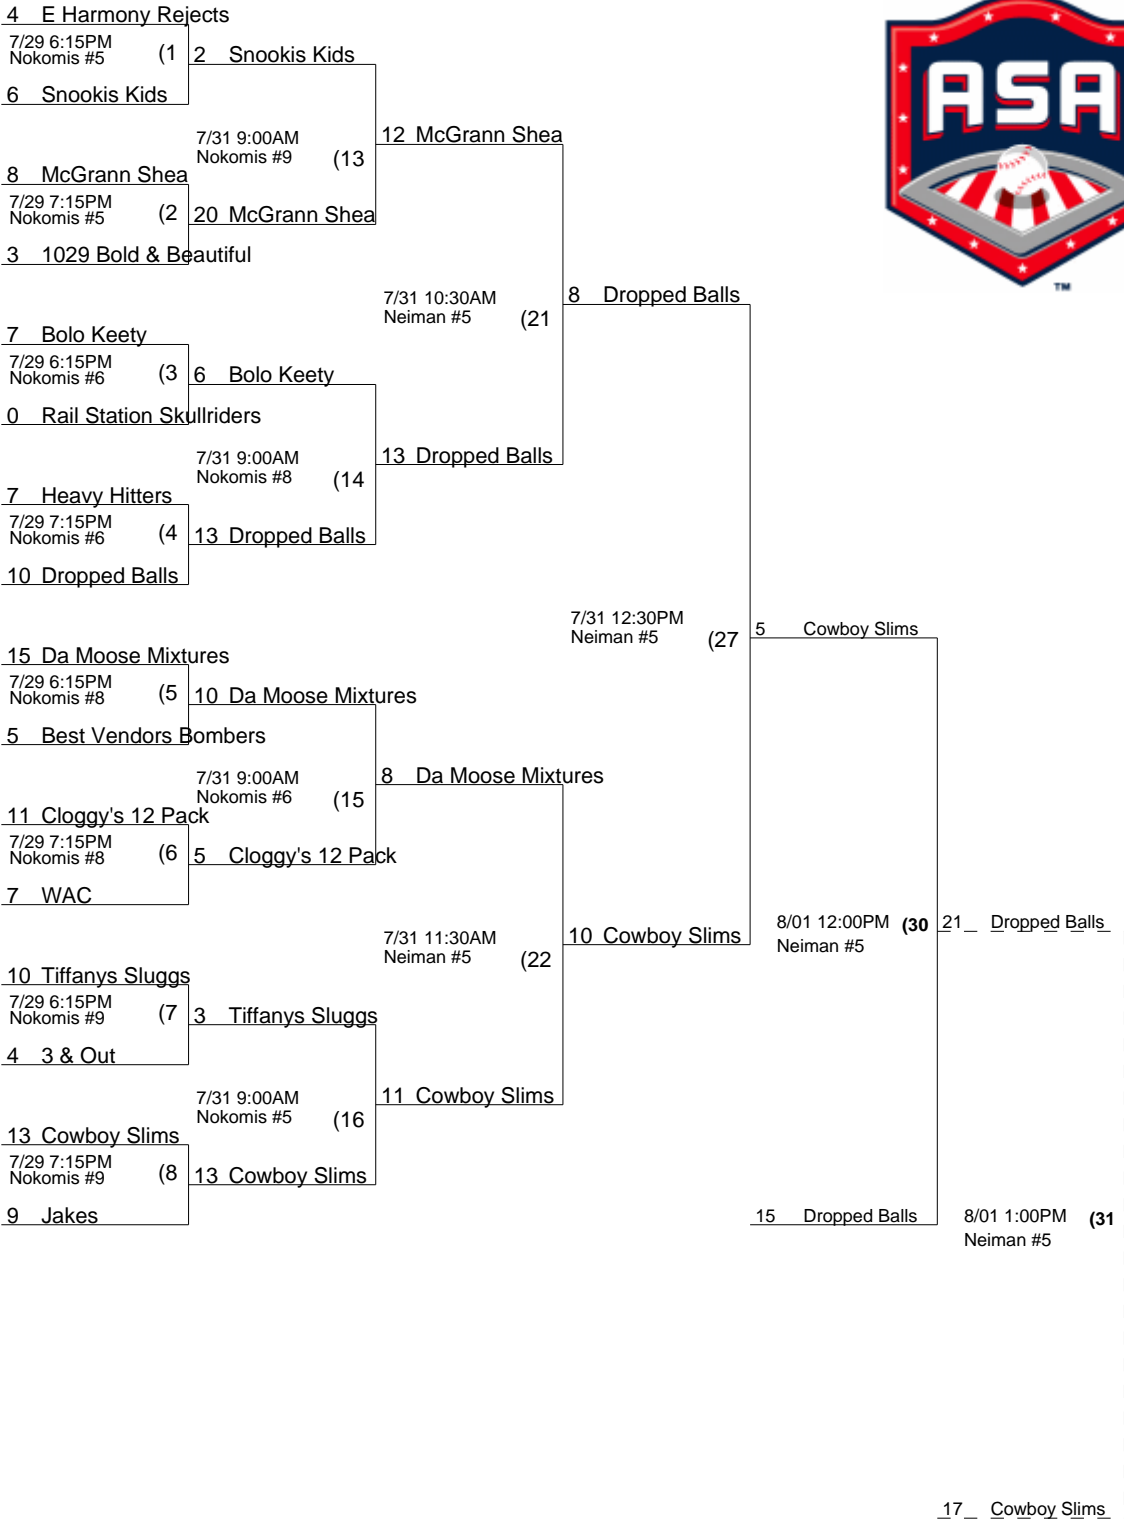 4 E Harmony Rejects
7/29 6:15PM
Nokomis #5 (1
2 Snookis Kids
6 Snookis Kids
7/31 9:00AM
Nokomis #9 (13
12 McGrann Shea
8 McGrann Shea
7/29 7:15PM
Nokomis #5 (2
20 McGrann Shea
3 1029 Bold & Beautiful
ASA
TM
7/31 10:30AM
Neiman #5 (21
8 Dropped Balls
7 Bolo Keety
7/29 6:15PM
Nokomis #6 (3
6 Bolo Keety
0 Rail Station Skullriders
7/31 9:00AM
Nokomis #8 (14
13 Dropped Balls
7 Heavy Hitters
7/29 7:15PM
Nokomis #6 (4
13 Dropped Balls
10 Dropped Balls
7/31 12:30PM
Neiman #5 (27
5 Cowboy Slims
15 Da Moose Mixtures
7/29 6:15PM
Nokomis #8 (5
10 Da Moose Mixtures
5 Best Vendors Bombers
7/31 9:00AM
Nokomis #6 (15
8 Da Moose Mixtures
11 Cloggy's 12 Pack
7/29 7:15PM
Nokomis #8 (6
5 Cloggy's 12 Pack
7 WAC
7/31 11:30AM
Neiman #5 (22
10 Cowboy Slims
8/01 12:00PM (30
Neiman #5
21 Dropped Balls
10 Tiffanys Sluggs
7/29 6:15PM
Nokomis #9 (7
3 Tiffanys Sluggs
4 3 & Out
7/31 9:00AM
Nokomis #5 (16
11 Cowboy Slims
13 Cowboy Slims
7/29 7:15PM
Nokomis #9 (8
13 Cowboy Slims
9 Jakes
15 Dropped Balls
8/01 1:00PM (31
Neiman #5
17 Cowboy Slims